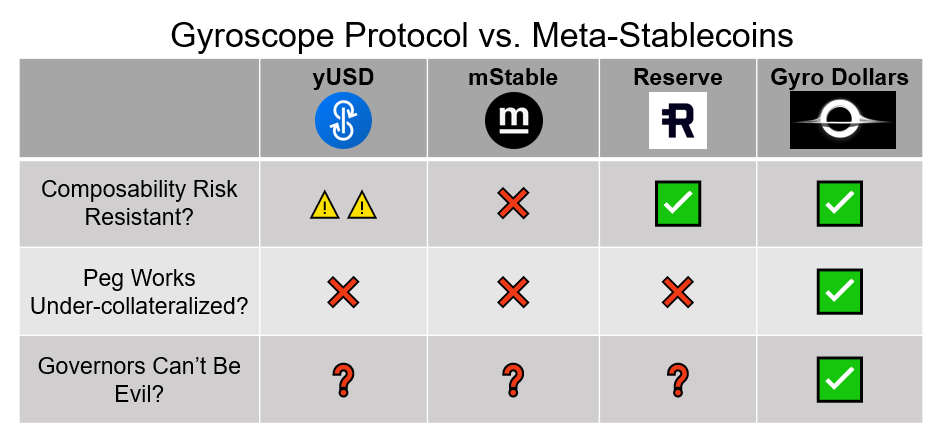 Gyroscope Protocol vs. Meta-Stablecoins
yUSD
mStable
Reserve
Gyro Dollars
m
R
Composability Risk
Resistant?
Peg Works
Under-collateralized?
Governors Can't Be
Evil?